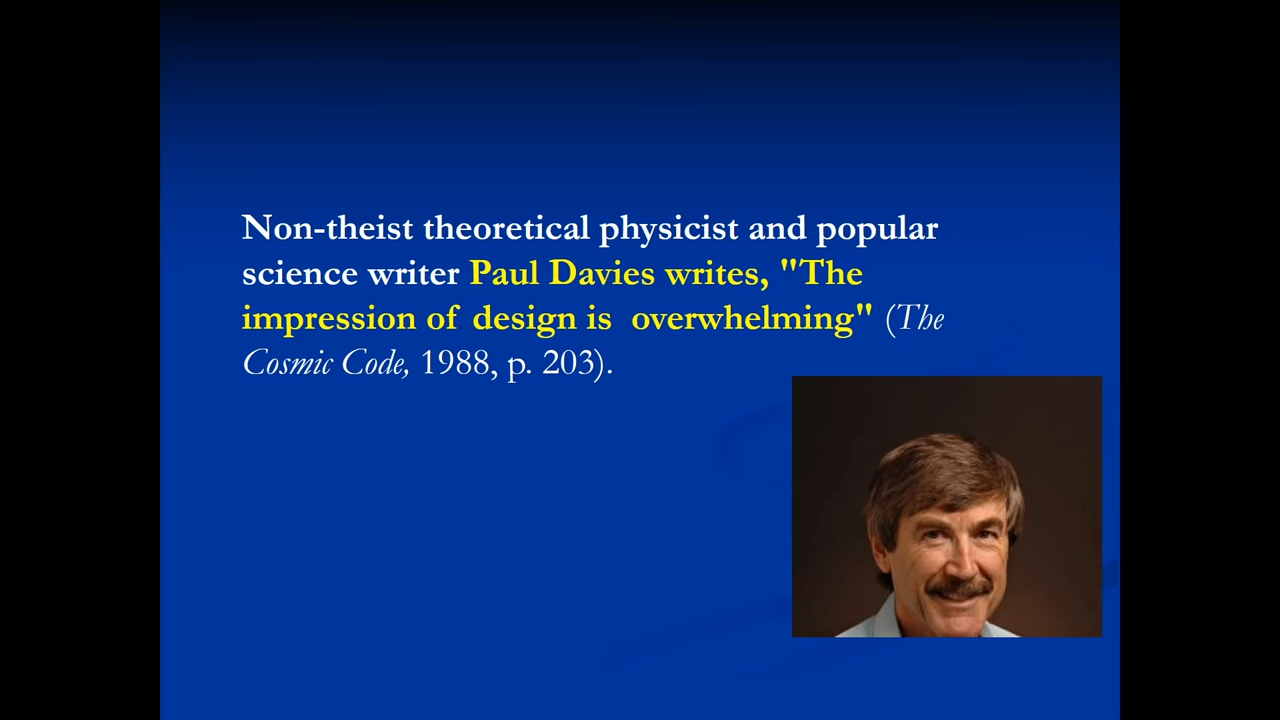 Non-theist theoretical physicist and popular
science writer Paul Davies writes, "The
impression of design is  overwhelming" (The
Cosmic Code, 1988, p. 203).